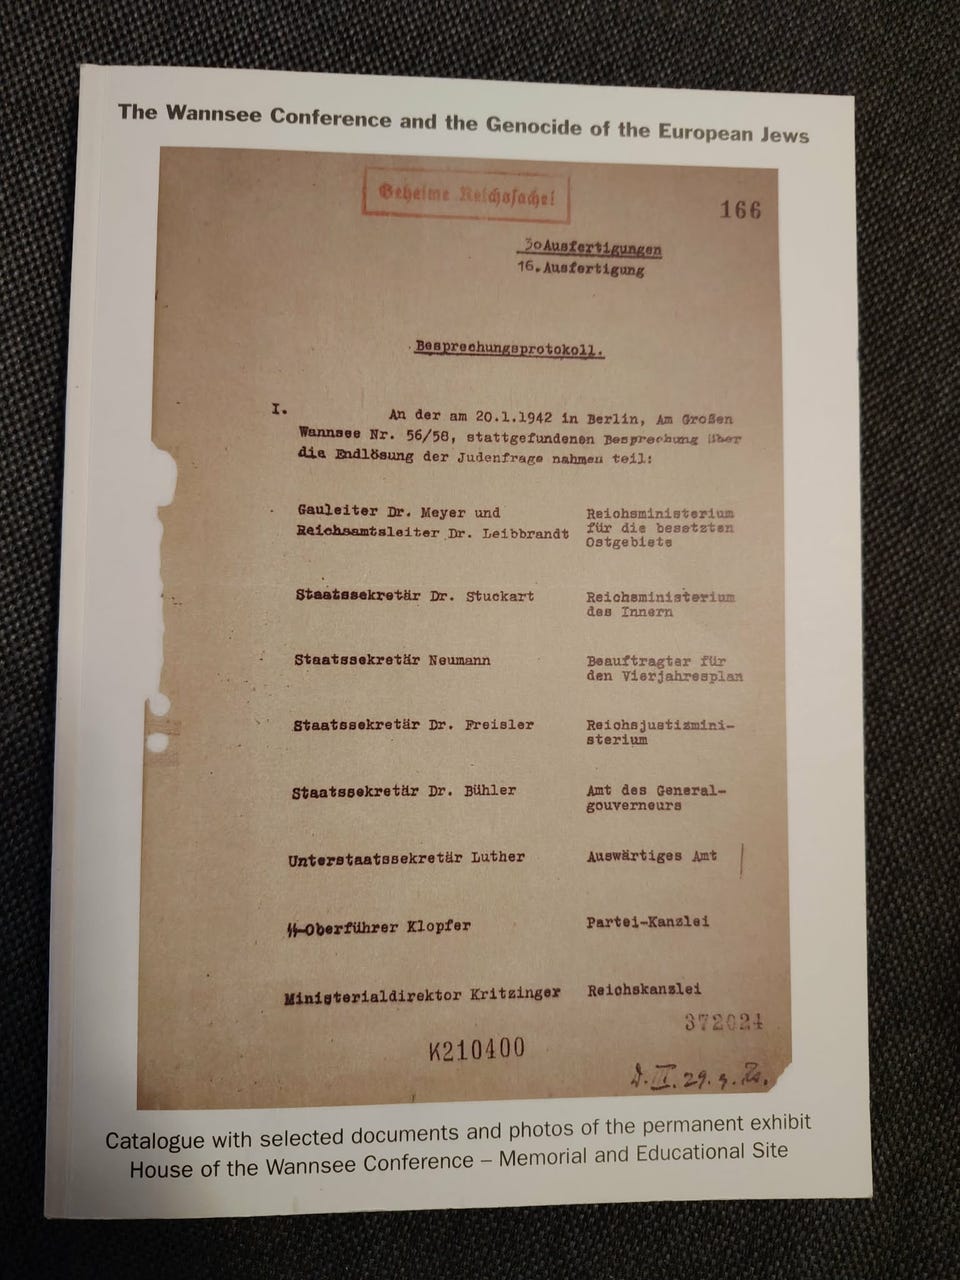 The Wannsee Conference and the Genocide of the European Jews
Geheime Reichssache!
166
30 Ausfertigungen
16. Ausfertigung
Besprechungsprotokoll.
I. An der am 20.1.1942 in Berlin, Am Großen
Wannsee Nr. 56/58, stattgefundenen Besprechung über
die Endlösung der Judenfrage nahmen teil:
Gauleiter Dr. Meyer und Reichsministerium
Reichsamtsleiter Dr. Leibbrandt für die besetzten
Ostgebiete
Staatssekretär Dr. Stuckart Reichsministerium
des Innern
Staatssekretär Neumann Beauftragter für
den Vierjahresplan
Staatssekretär Dr. Freisler Reichsjustizmini-
sterium
Staatssekretär Dr. Bühler Amt des General-
gouverneurs
Unterstaatssekretär Luther Auswärtiges Amt
SS-Oberführer Klopfer Partei-Kanzlei
Ministerialdirektor Kritzinger Reichskanzlei
372024
K210400
D. III. 29. g. Rs.
Catalogue with selected documents and photos of the permanent exhibit
House of the Wannsee Conference – Memorial and Educational Site